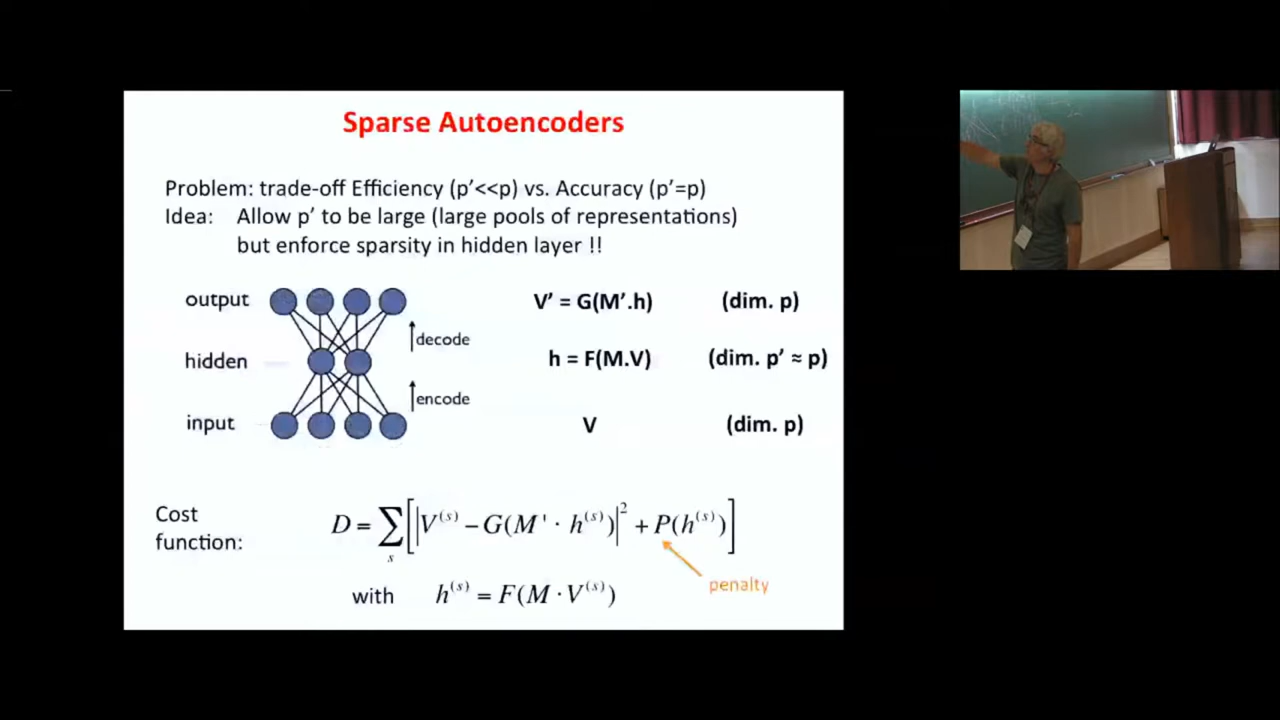 Sparse Autoencoders
Problem: trade-off Efficiency (p’<<p) vs. Accuracy (p’=p)
Idea: Allow p’ to be large (large pools of representations)
but enforce sparsity in hidden layer !!
output V’ = G(M’.h) (dim. p)
decode
hidden h = F(M.V) (dim. p’ ≈ p)
encode
input V (dim. p)
Cost function: D = ∑_s [ |V^(s) – G(M' · h^(s))|^2 + P(h^(s)) ]
penalty
with h^(s) = F(M · V^(s))